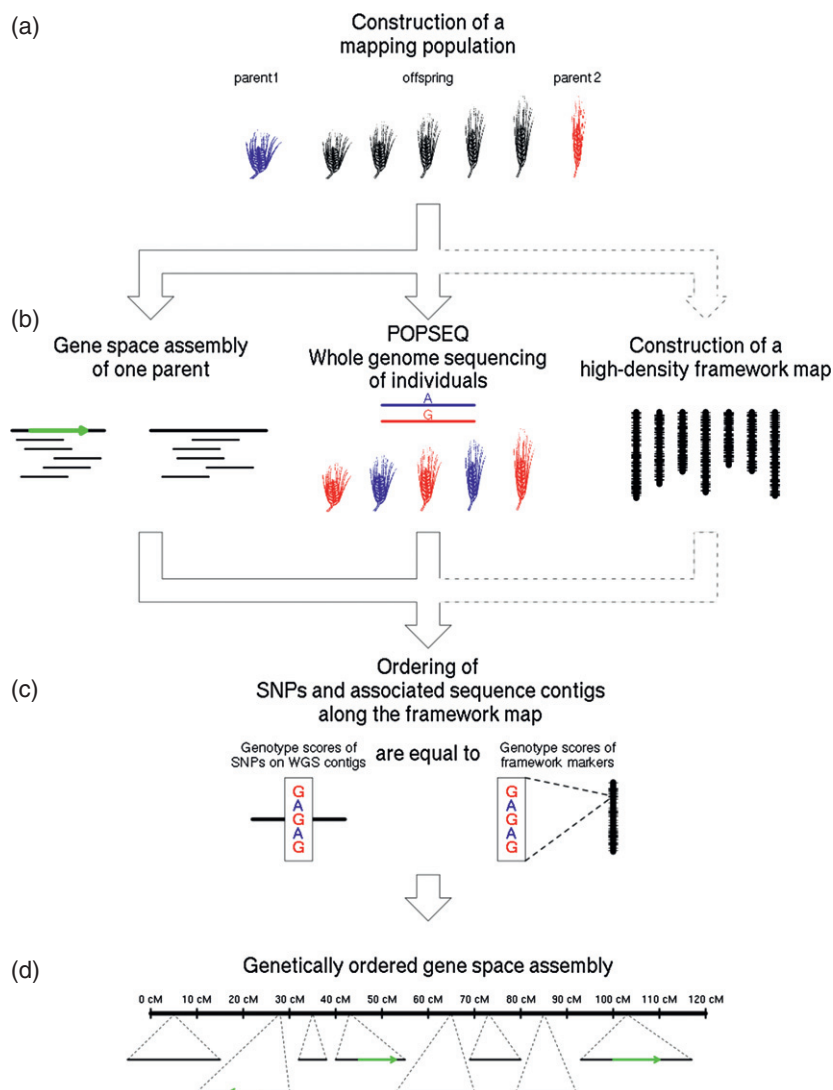 (a)
Construction of a
mapping population
parent1
offspring
parent 2
(b)
Gene space assembly
of one parent
POPSEQ
Whole genome sequencing
of individuals
A
G
Construction of a
high-density framework map
(c)
Ordering of
SNPs and associated sequence contigs
along the framework map
Genotype scores of
SNPs on WGS contigs
are equal to
Genotype scores of
framework markers
G
A
G
A
G
G
A
G
A
G
(d)
Genetically ordered gene space assembly
0 cM 10 cM 20 cM 30 cM 40 cM 50 cM 60 cM 70 cM 80 cM 90 cM 100 cM 110 cM 120 cM